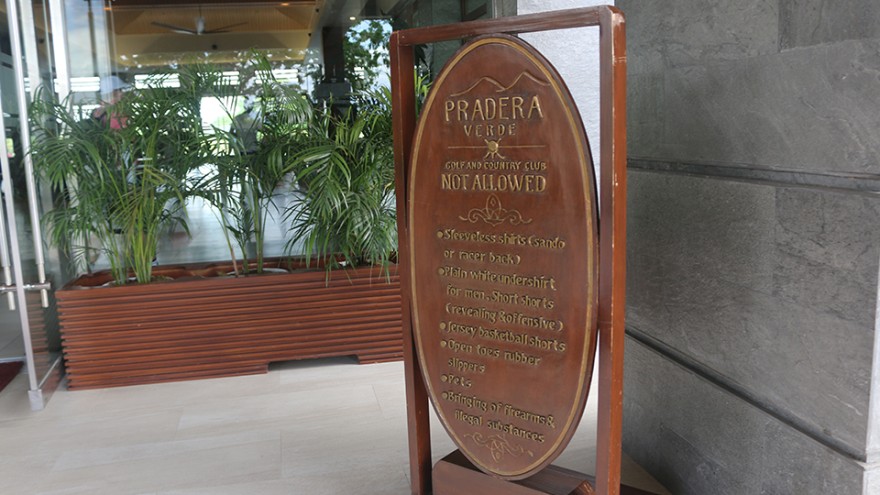 PRADERA
VERDE
GOLF AND COUNTRY CLUB
NOT ALLOWED
• Sleeveless shirts (sando
or racer back)
• Plain white undershirt
for men. Short shorts
(revealing & offensive)
• Jersey basketball shorts
• Open toes rubber
slippers
• Pets
• Bringing of firearms &
illegal substances